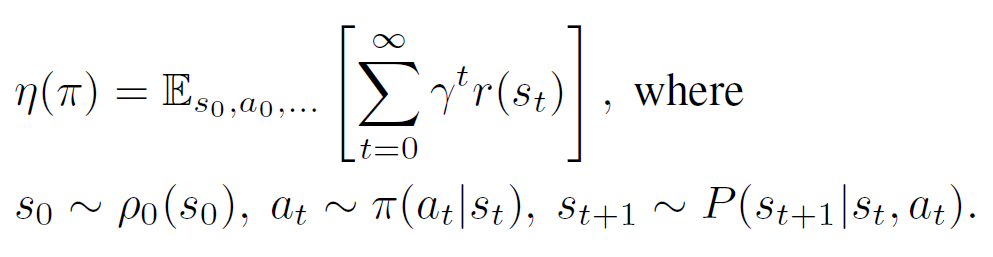 η(π) = 𝔼_{s_0,a_0,...} [ ∑_{t=0}^{∞} γ^t r(s_t) ] , where
s_0 ∼ ρ_0(s_0), a_t ∼ π(a_t|s_t), s_{t+1} ∼ P(s_{t+1}|s_t, a_t).